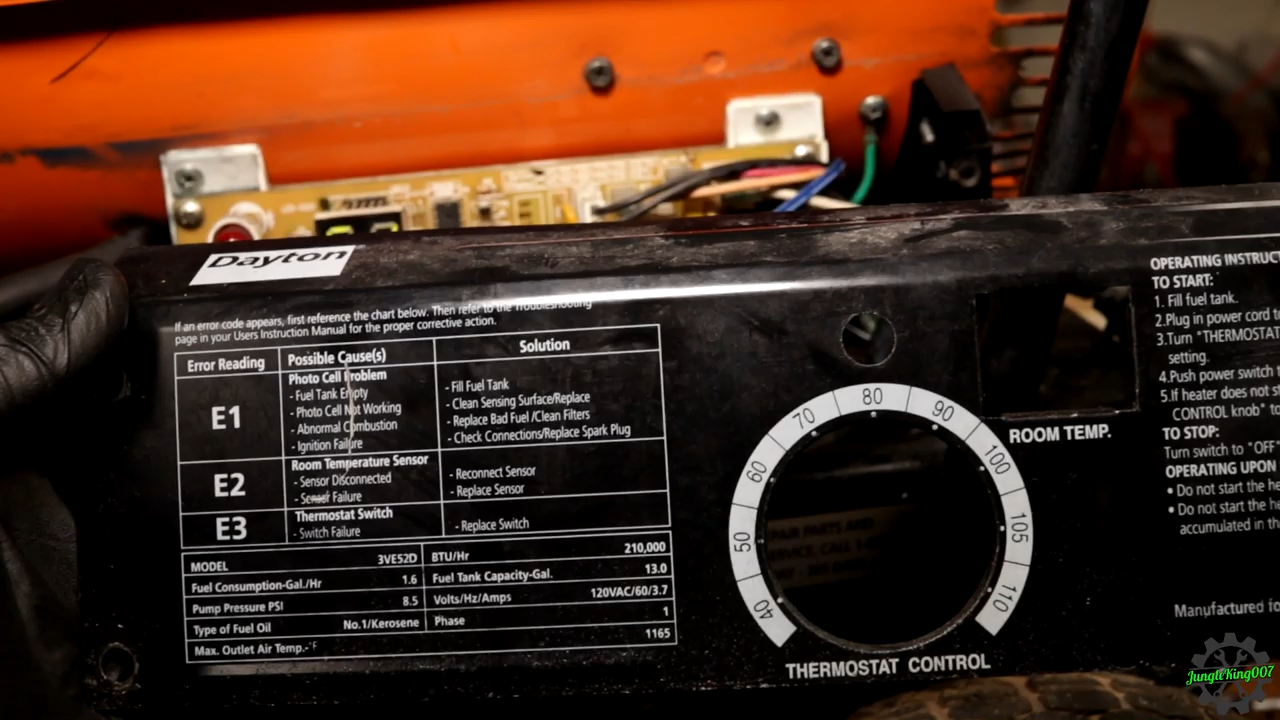 Dayton
If an error code appears, first reference the chart below. Then refer to the Troubleshooting
page in your Users Instruction Manual for the proper corrective action.
Error Reading
Possible Cause(s)
Solution
E1
Photo Cell Problem
- Fuel Tank Empty
- Photo Cell Not Working
- Abnormal Combustion
- Ignition Failure
- Fill Fuel Tank
- Clean Sensing Surface/Replace
- Replace Bad Fuel /Clean Filters
- Check Connections/Replace Spark Plug
E2
Room Temperature Sensor
- Sensor Disconnected
- Sensor Failure
- Reconnect Sensor
- Replace Sensor
E3
Thermostat Switch
- Switch Failure
- Replace Switch
MODEL 3VE52D
BTU/Hr 210,000
Fuel Consumption-Gal./Hr 1.6
Fuel Tank Capacity-Gal. 13.0
Pump Pressure PSI 8.5
Volts/Hz/Amps 120VAC/60/3.7
Type of Fuel Oil No.1/Kerosene
Phase 1
Max. Outlet Air Temp.-°F 1165
40
50
60
70
80
90
100
105
110
THERMOSTAT CONTROL
ROOM TEMP.
OPERATING INSTRUC
TO START:
1. Fill fuel tank.
2.Plug in power cord
3.Turn "THERMOSTAT
setting.
4.Push power switch
5.If heater does not
CONTROL knob"
TO STOP:
Turn switch to "OFF
OPERATING UPON
• Do not start the
• Do not start the
accumulated in
Manufactured
PARTS AND
CALL
JungleKing007